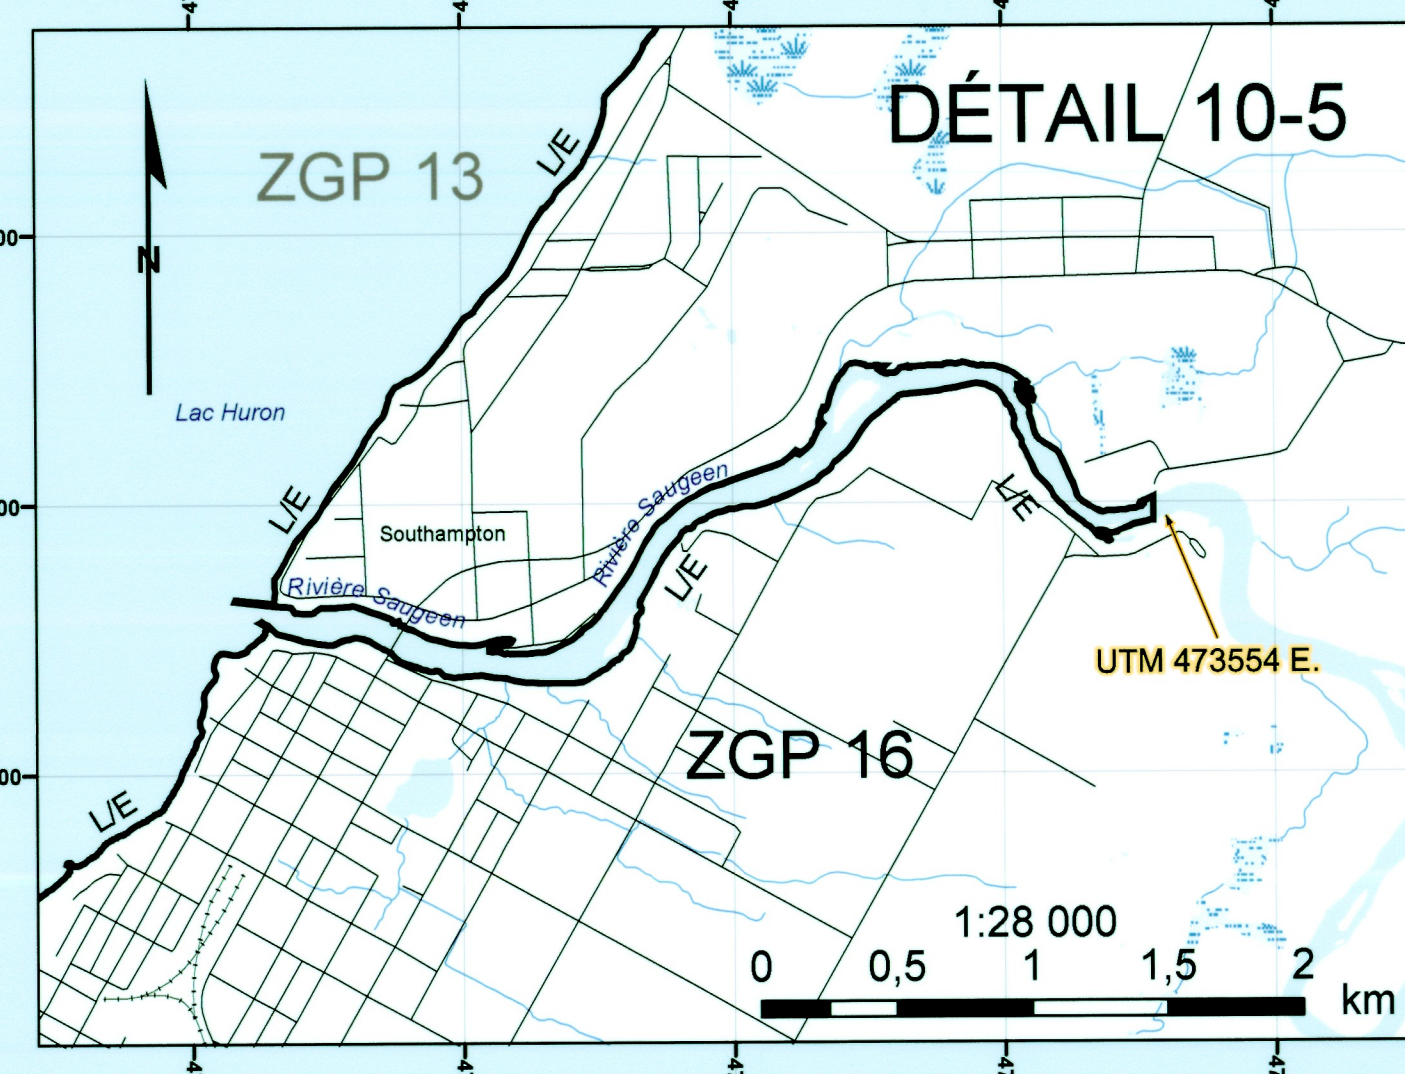 DÉTAIL 10-5
ZGP 13
L/E
N
Lac Huron
L/E
Southampton
Rivière Saugeen
Rivière Saugeen
L/E
L/E
UTM 473554 E.
ZGP 16
L/E
1:28 000
0 0,5 1 1,5 2
km